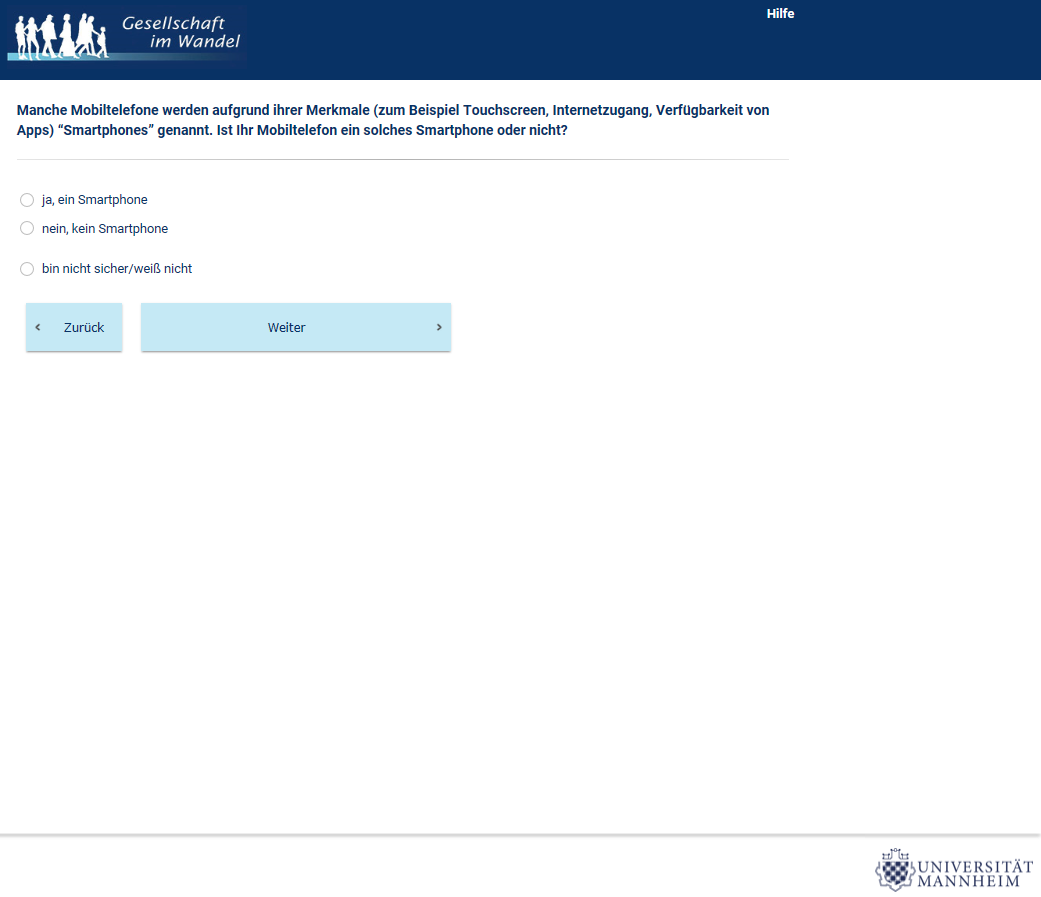 Gesellschaft
im Wandel
Hilfe
Manche Mobiltelefone werden aufgrund ihrer Merkmale (zum Beispiel Touchscreen, Internetzugang, Verfügbarkeit von
Apps) “Smartphones” genannt. Ist Ihr Mobiltelefon ein solches Smartphone oder nicht?
ja, ein Smartphone
nein, kein Smartphone
bin nicht sicher/weiß nicht
‹ Zurück
Weiter ›
UNIVERSITÄT
MANNHEIM